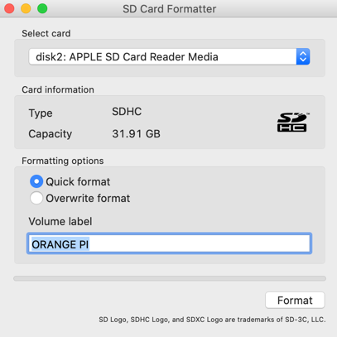 SD Card Formatter
Select card
disk2: APPLE SD Card Reader Media
Card information
Type SDHC
Capacity 31.91 GB
SD
HC
Formatting options
Quick format
Overwrite format
Volume label
ORANGE PI
Format
SD Logo, SDHC Logo, and SDXC Logo are trademarks of SD-3C, LLC.